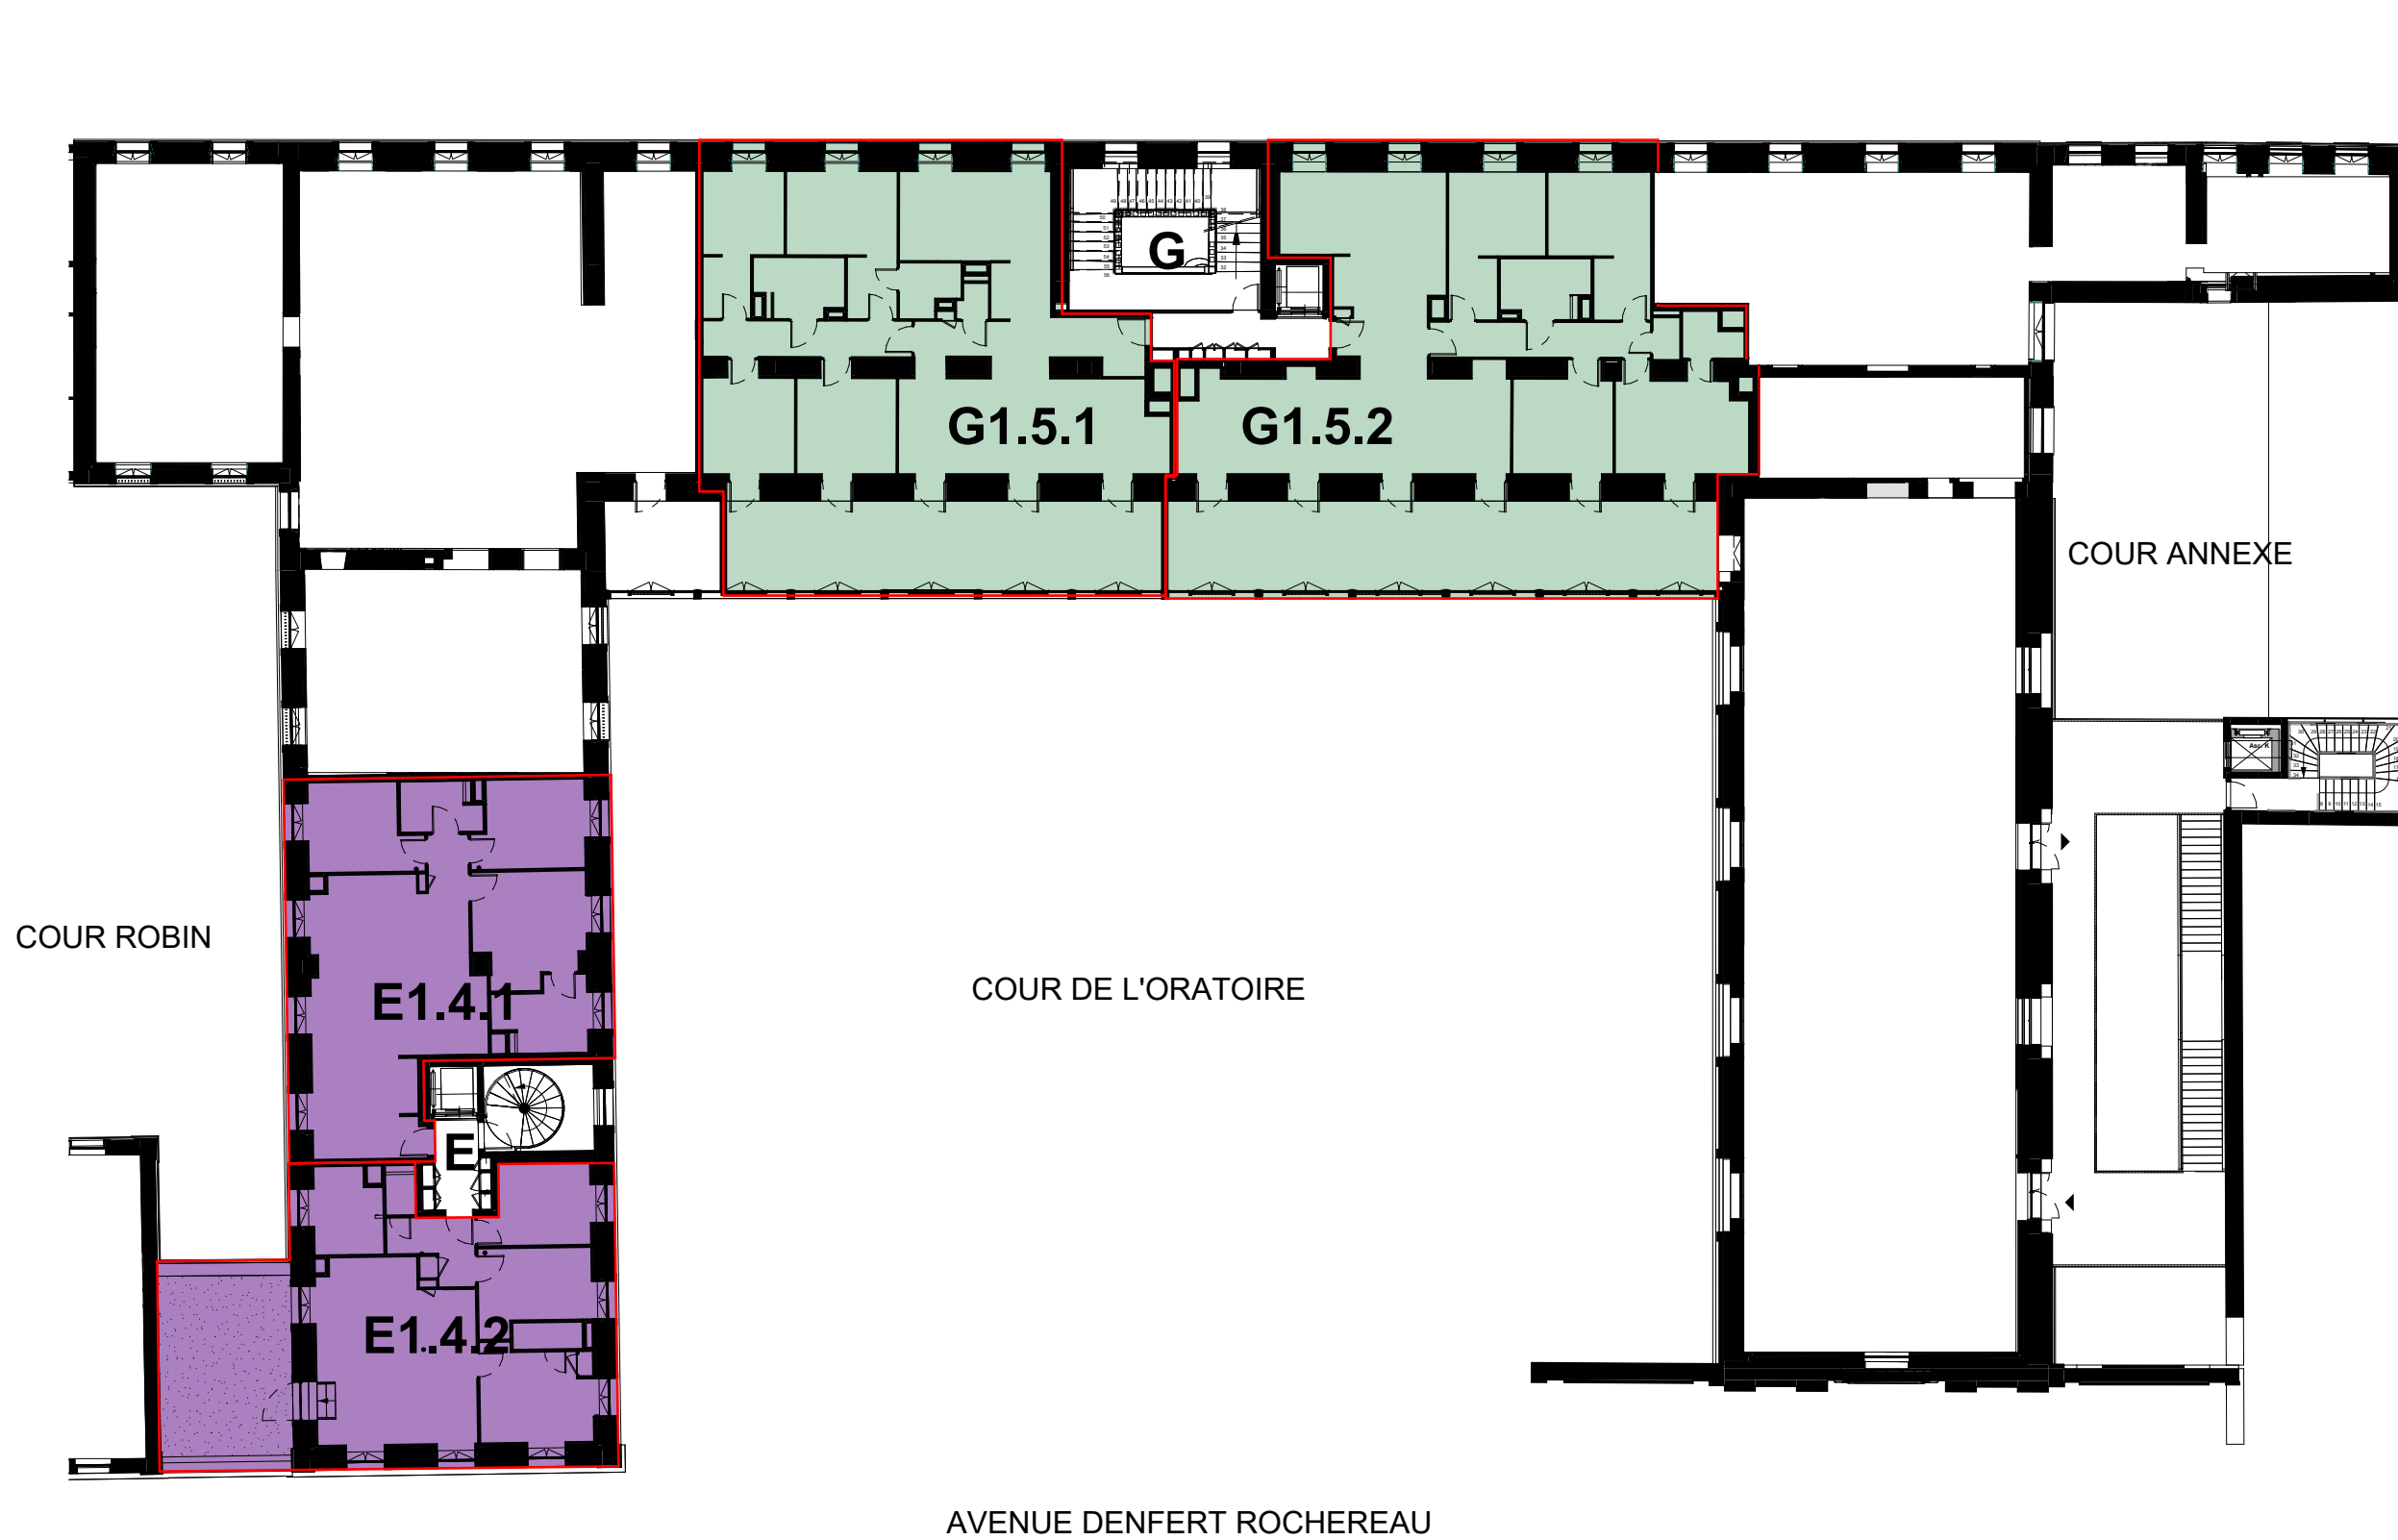 G
G1.5.1
G1.5.2
COUR ANNEXE
Asc. K
COUR ROBIN
COUR DE L'ORATOIRE
E1.4.1
E
E1.4.2
AVENUE DENFERT ROCHEREAU